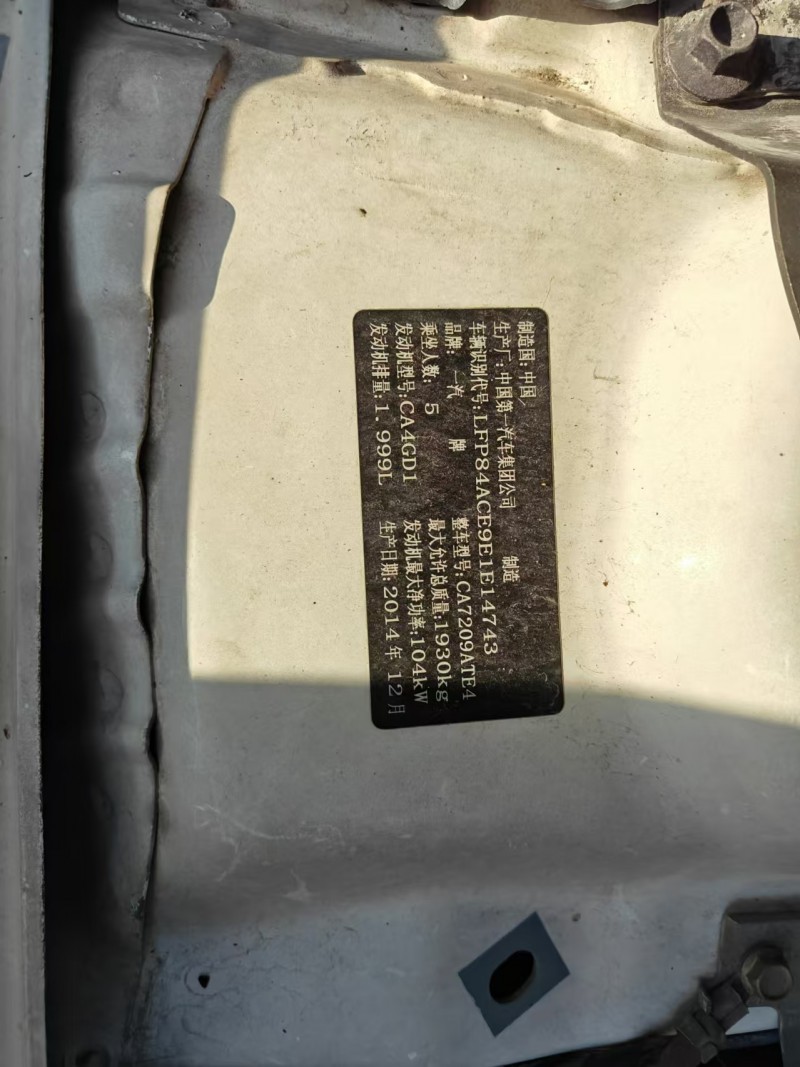 制造国：中国
生产厂：中国第一汽车集团公司 制造
车辆识别代号：LFP84ACE9E1E14743
品牌： 一汽 牌 整车型号：CA7209ATE4
乘坐人数： 5 最大允许总质量：1930kg
发动机型号：CA4GD1 发动机最大净功率：104kW
发动机排量：1.999L 生产日期：2014年 12月